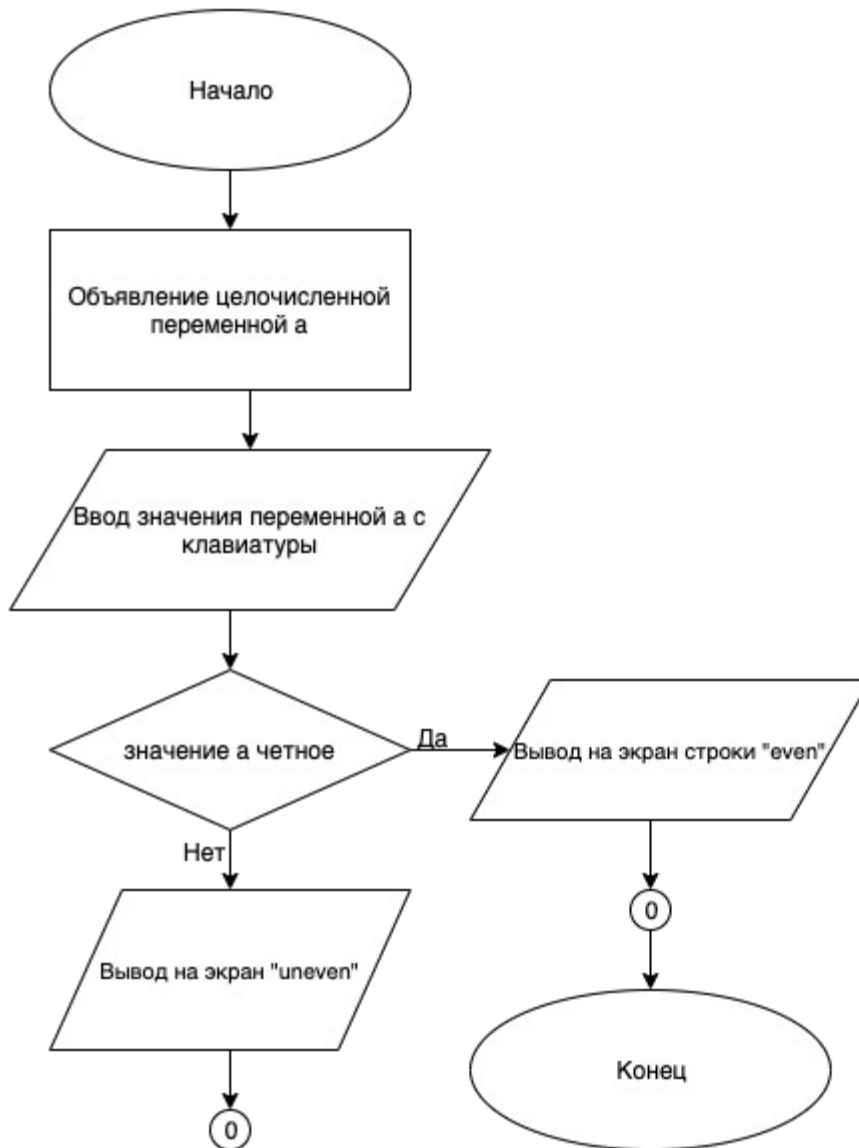 Начало
Объявление целочисленной
переменной а
Ввод значения переменной а с
клавиатуры
значение а четное
Да
Вывод на экран строки "even"
Нет
0
Вывод на экран "uneven"
Конец
0